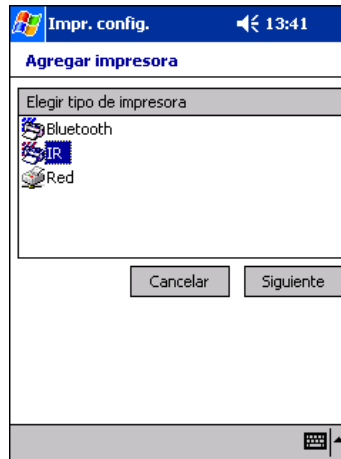 Impr. config. 13:41
Agregar impresora
Elegir tipo de impresora
Bluetooth
IR
Red
Cancelar Siguiente